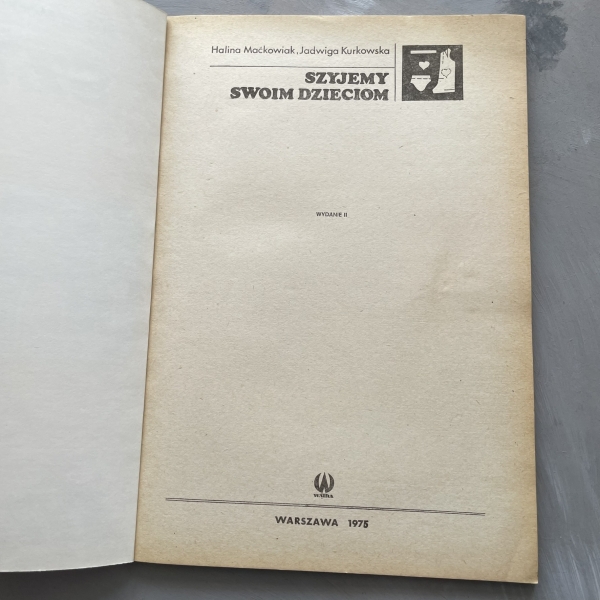 Halina Maćkowiak, Jadwiga Kurkowska
SZYJEMY
SWOIM DZIECIOM
WYDANIE II
WATRA
WARSZAWA 1975